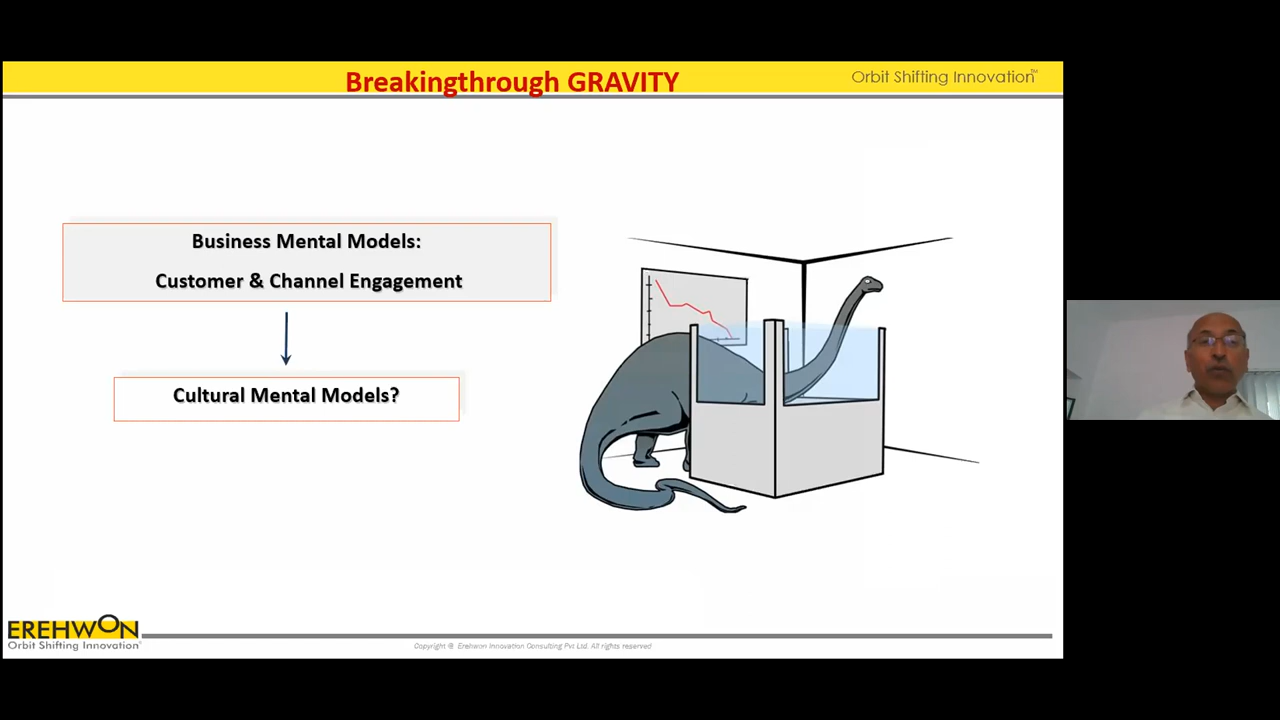 Breakingthrough GRAVITY
Orbit Shifting Innovation™
Business Mental Models:
Customer & Channel Engagement
Cultural Mental Models?
EREHWON
Orbit Shifting Innovation
Copyright @ Erehwon Innovation Consulting Pvt Ltd. All rights reserved